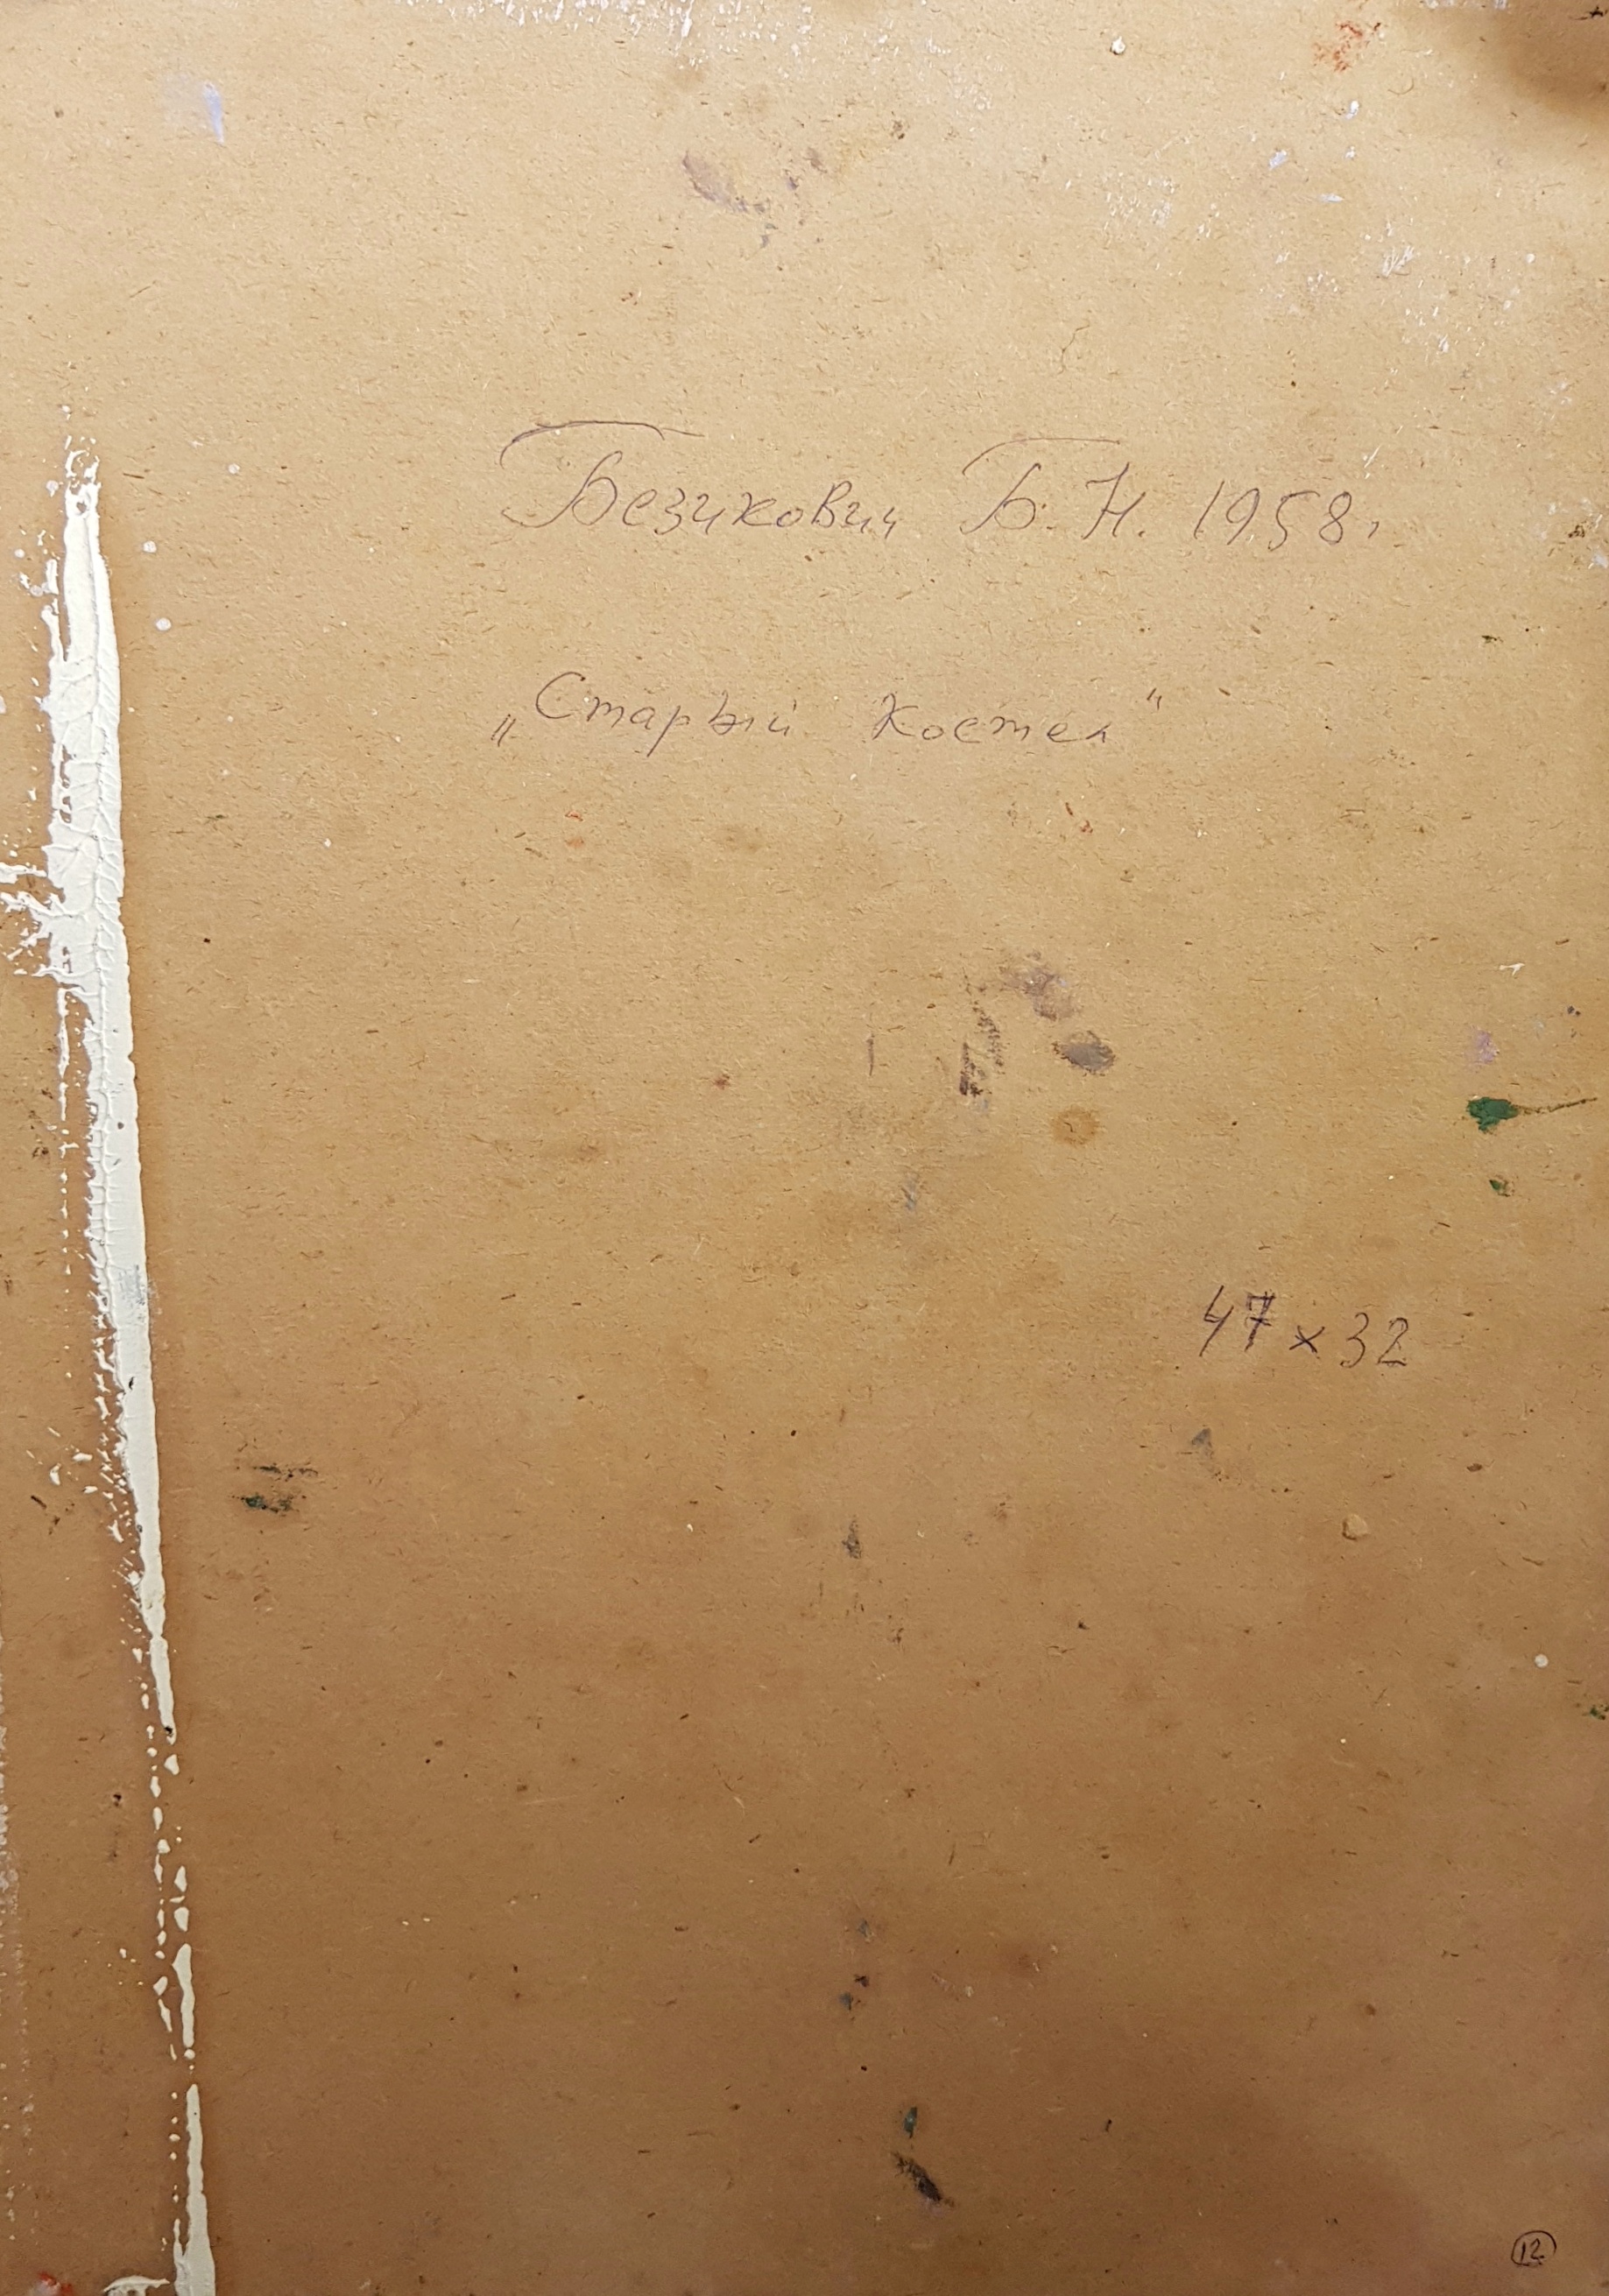 Безикович Б. Н. 1958г
„Старый Костел"
47 х 32
12